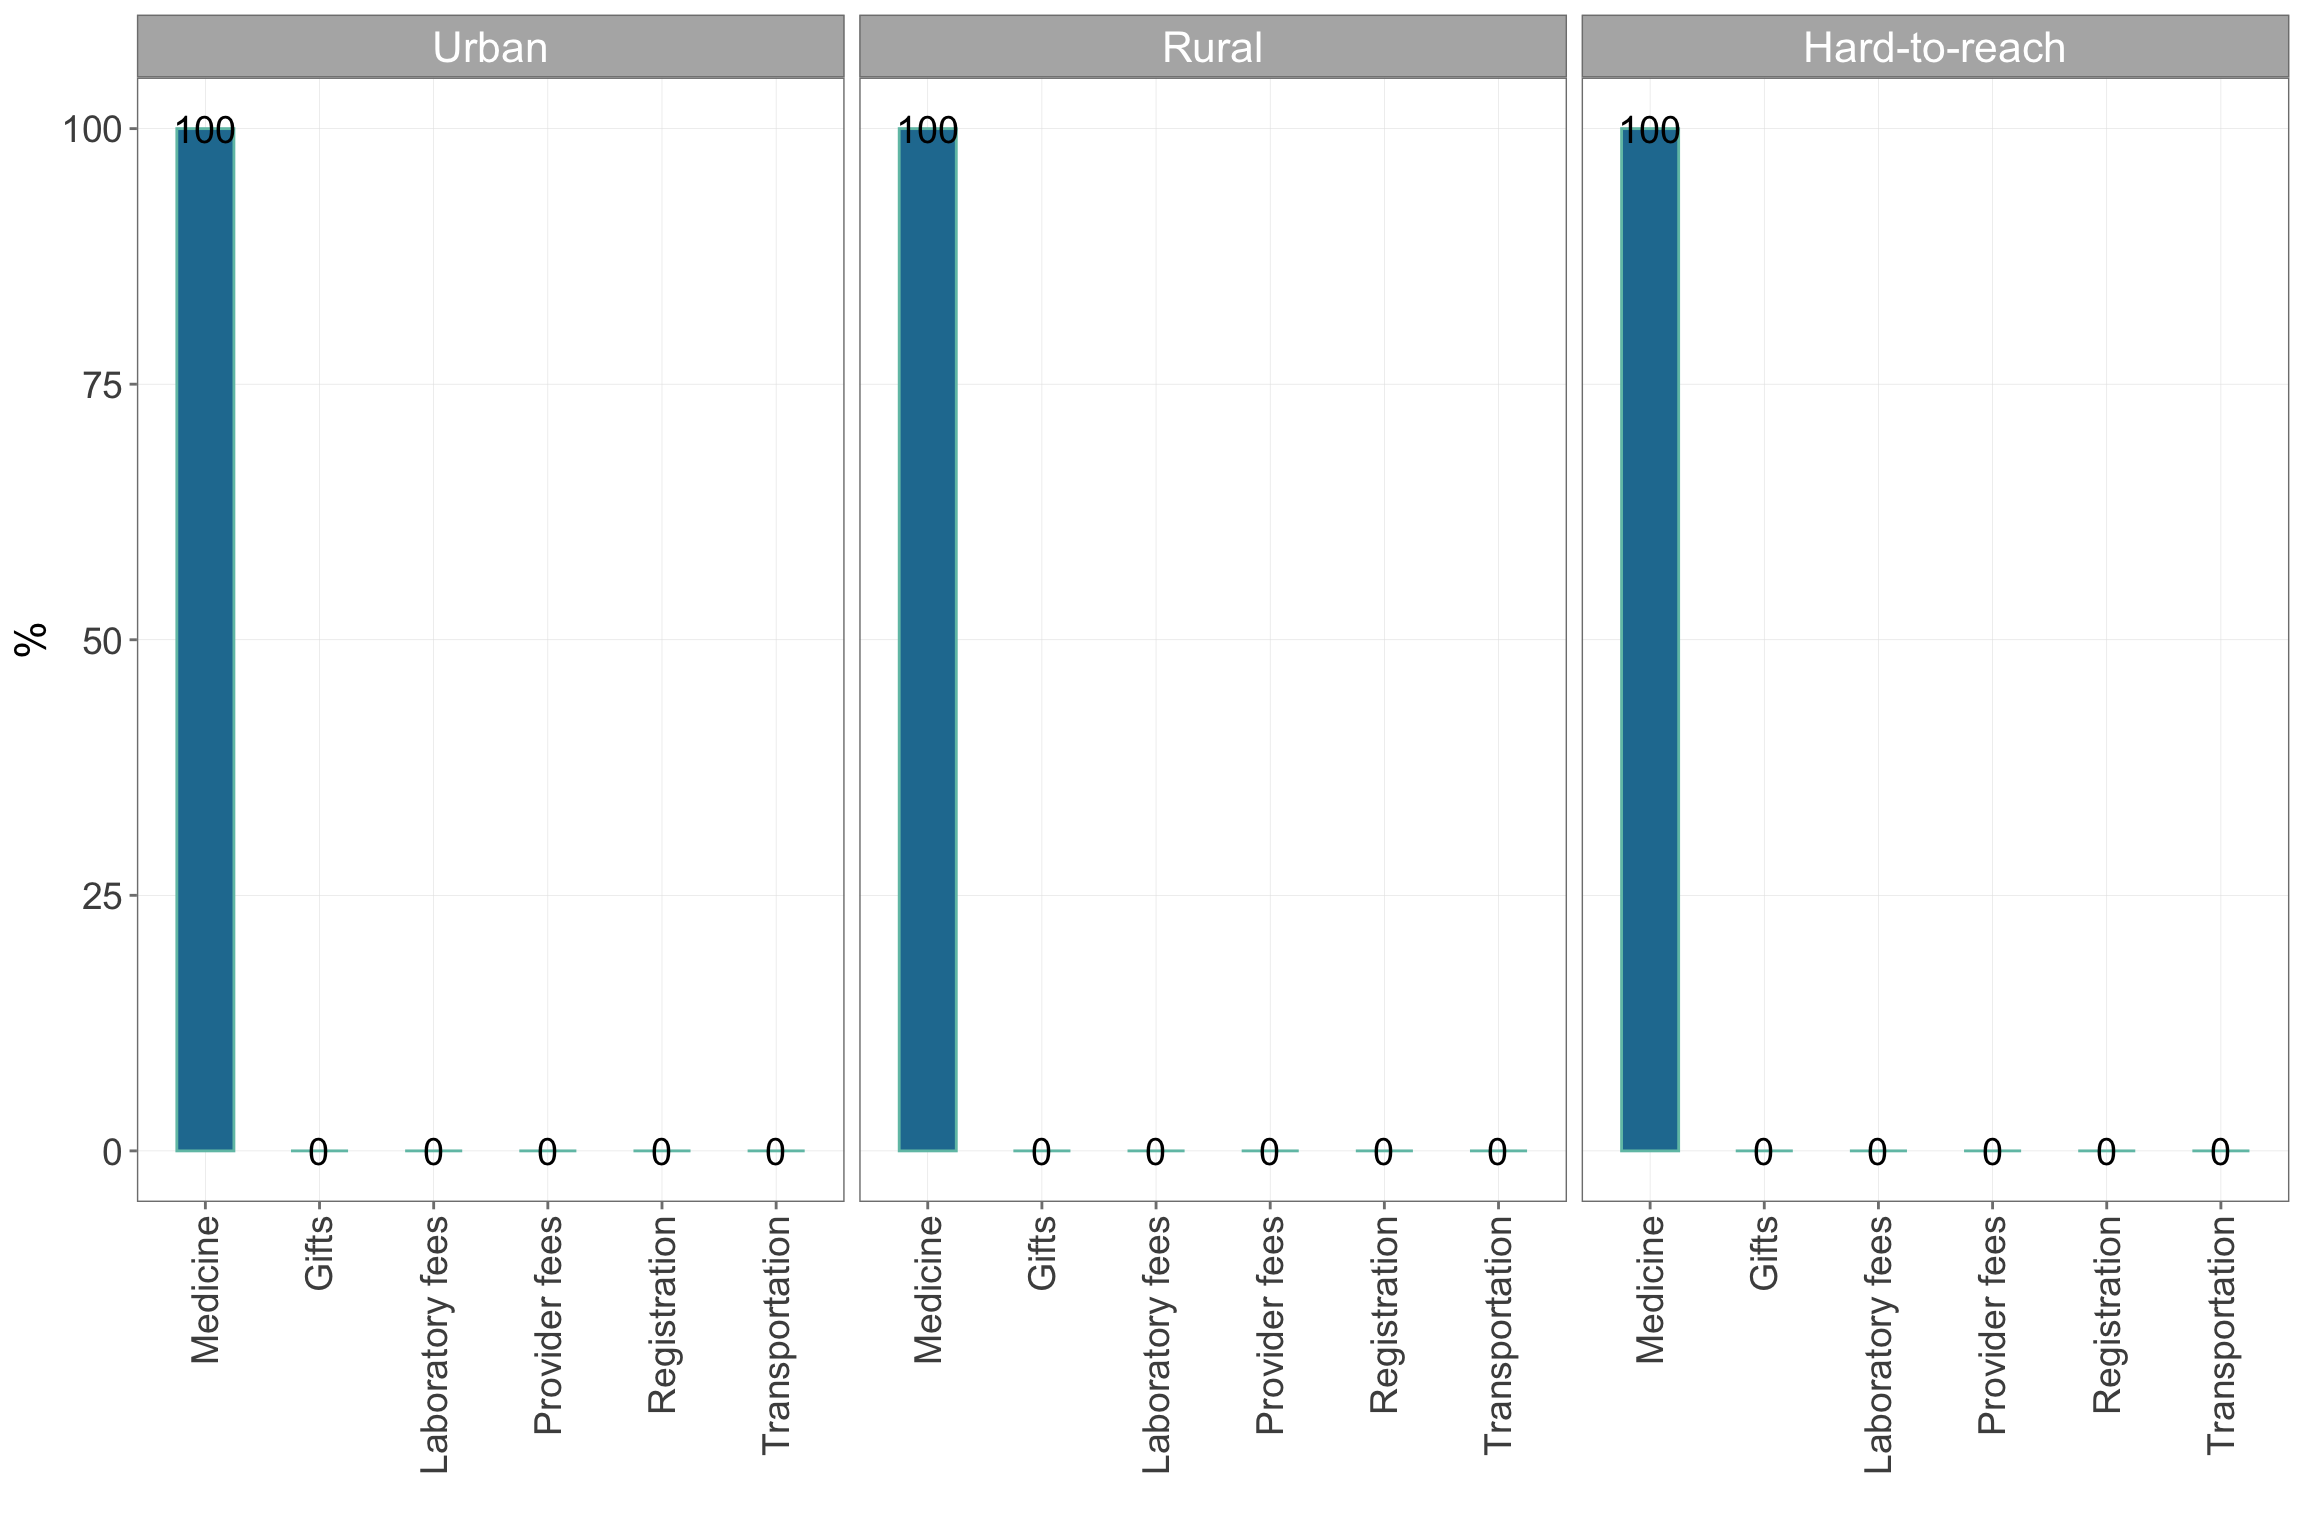 Urban Rural Hard-to-reach
%
100
75
50
25
0
100 0 0 0 0 0
100 0 0 0 0 0
100 0 0 0 0 0
Medicine
Gifts
Laboratory fees
Provider fees
Registration
Transportation
Medicine
Gifts
Laboratory fees
Provider fees
Registration
Transportation
Medicine
Gifts
Laboratory fees
Provider fees
Registration
Transportation